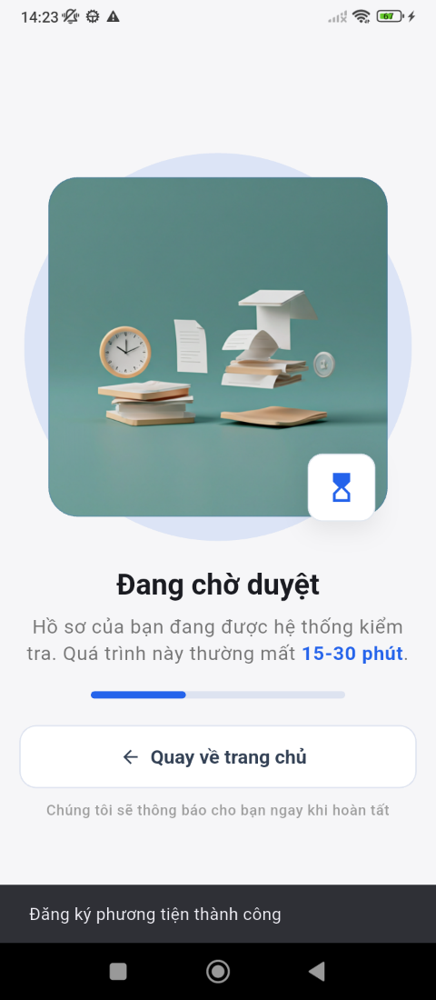 14:23
67
Đang chờ duyệt
Hồ sơ của bạn đang được hệ thống kiểm
tra. Quá trình này thường mất 15-30 phút.
Quay về trang chủ
Chúng tôi sẽ thông báo cho bạn ngay khi hoàn tất
Đăng ký phương tiện thành công